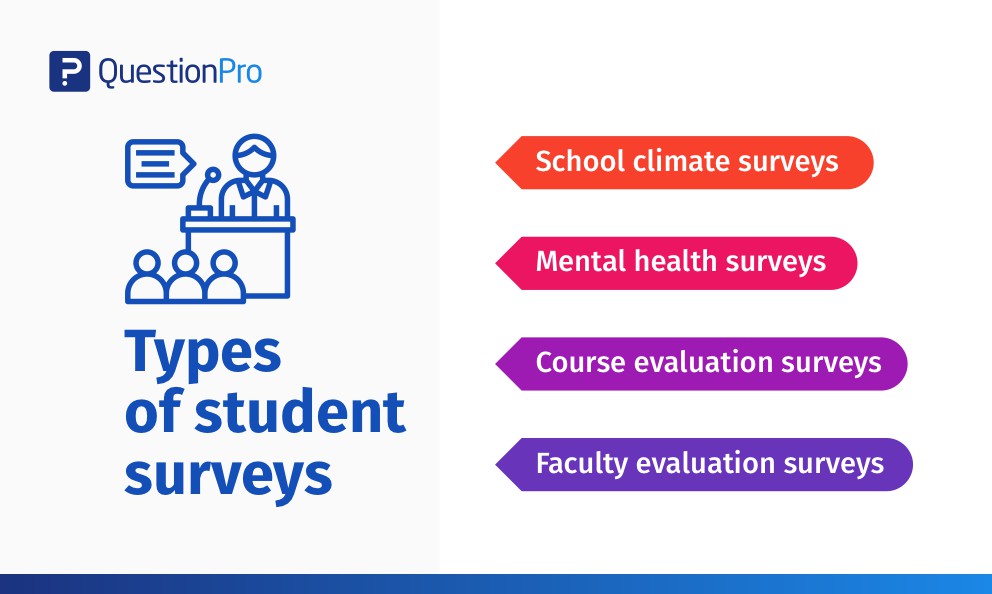 QuestionPro
Types
of student
surveys
School climate surveys
Mental health surveys
Course evaluation surveys
Faculty evaluation surveys